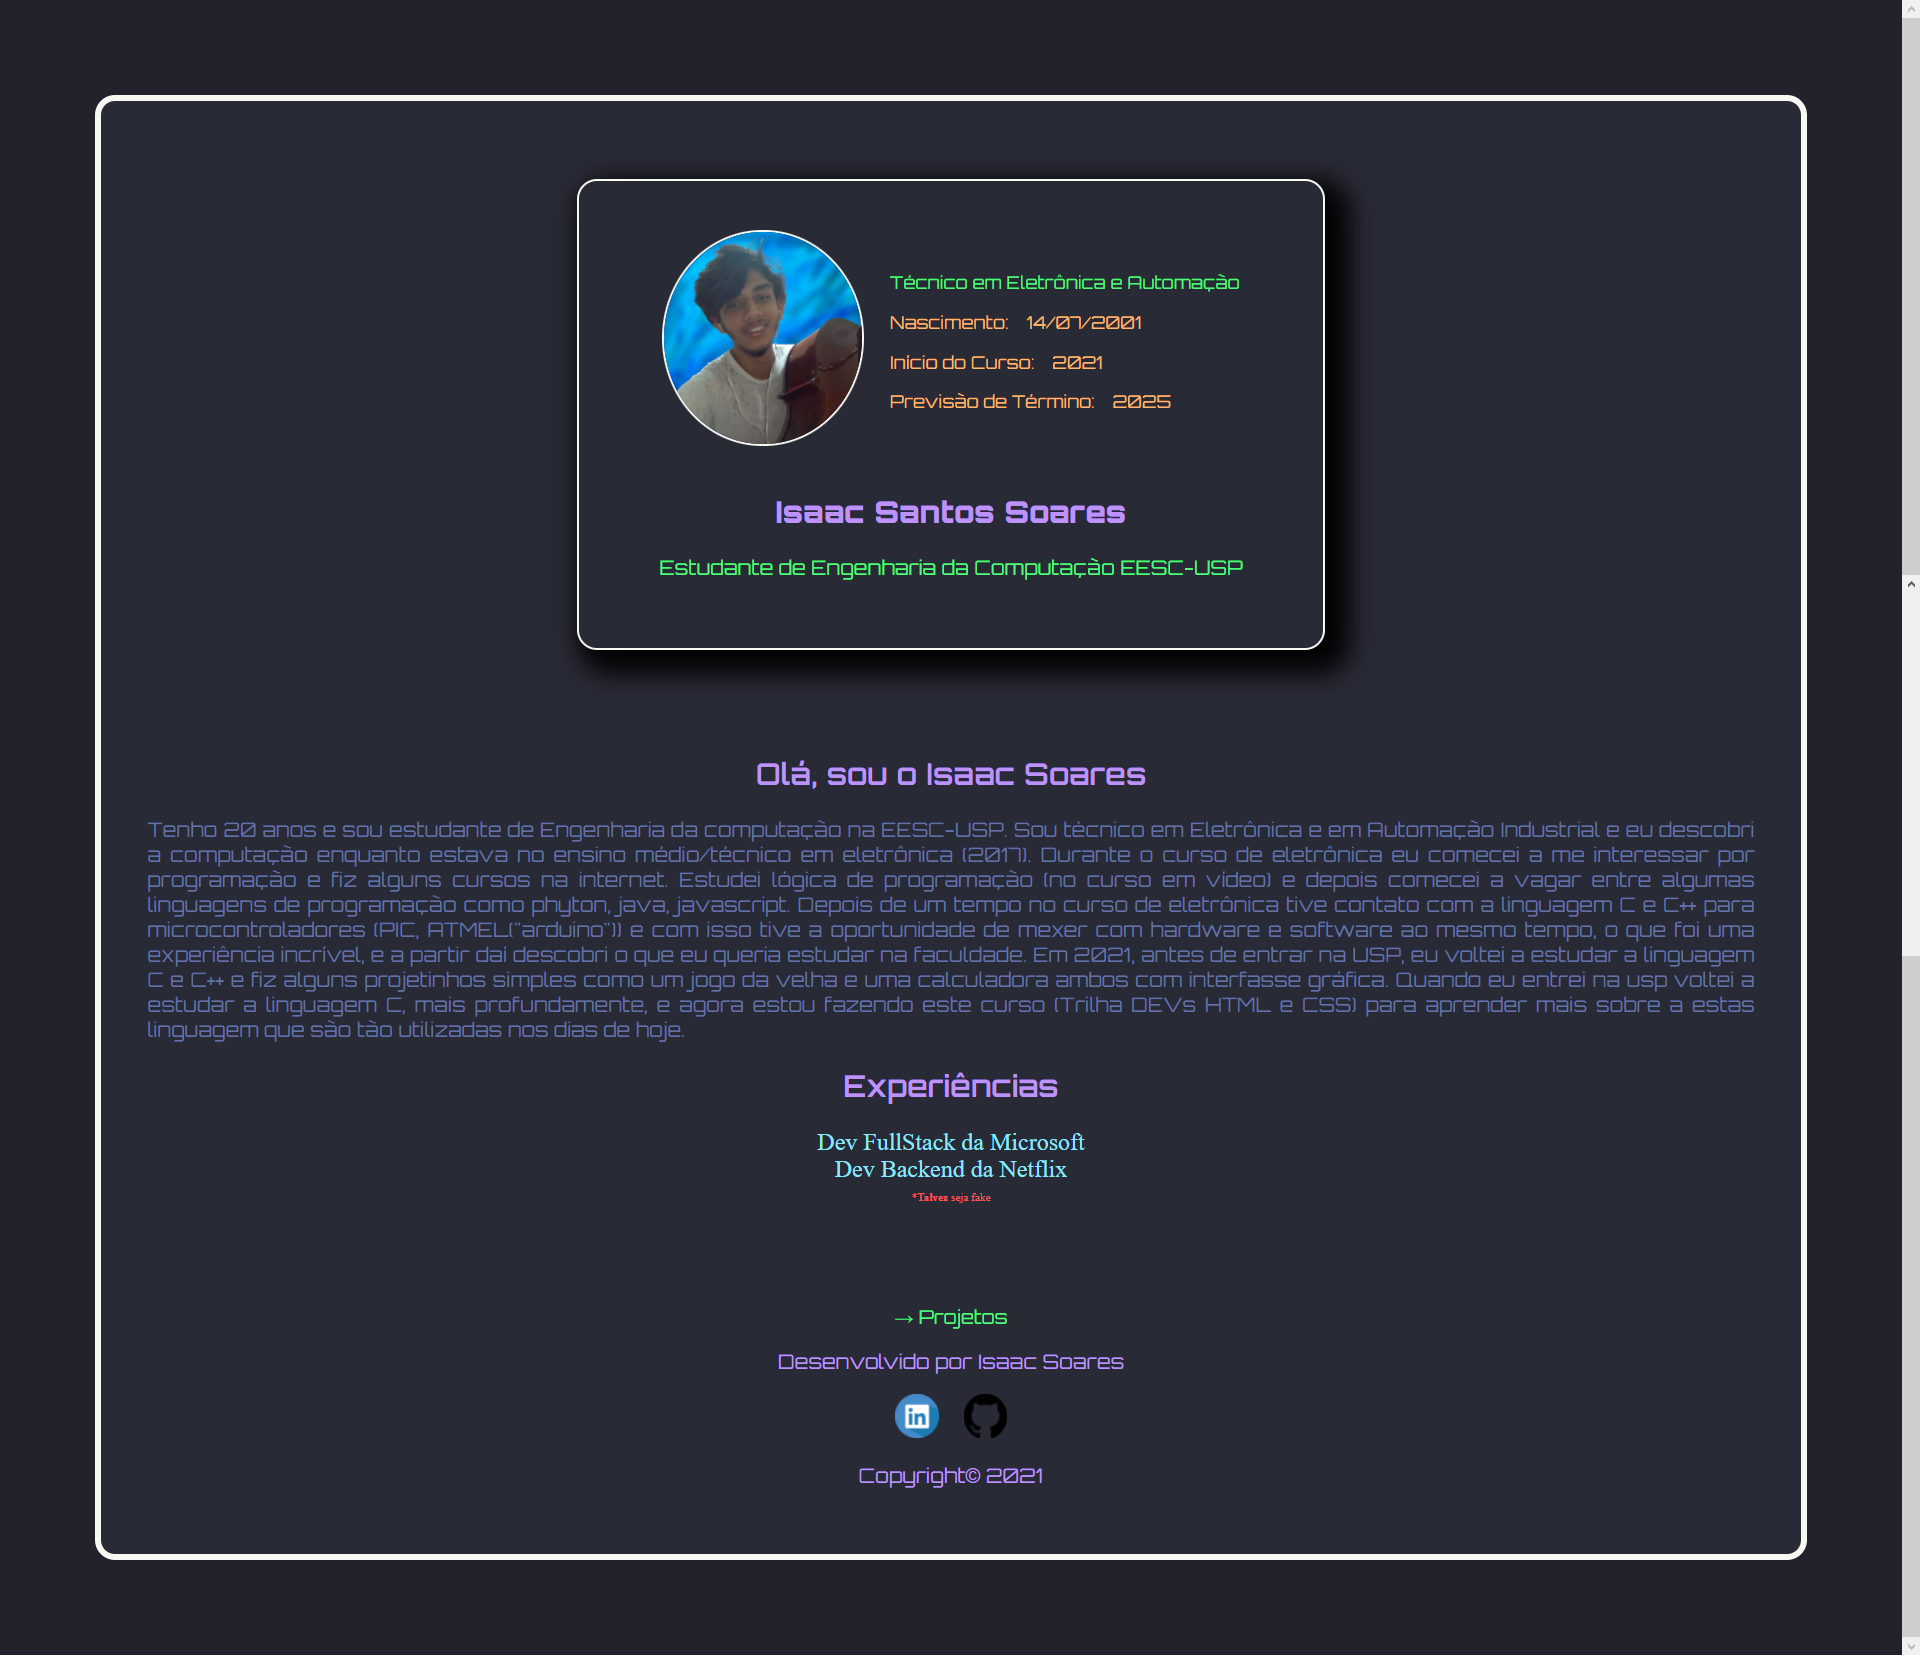 Técnico em Eletrônica e Automação
Nascimento: 14/07/2001
Início do Curso: 2021
Previsão de Término: 2025
Isaac Santos Soares
Estudante de Engenharia da Computação EESC-USP
Olá, sou o Isaac Soares
Tenho 20 anos e sou estudante de Engenharia da computação na EESC-USP. Sou técnico em Eletrônica e em Automação Industrial e eu descobri
a computação enquanto estava no ensino médio/técnico em eletrônica (2017). Durante o curso de eletrônica eu comecei a me interessar por
programação e fiz alguns cursos na internet. Estudei lógica de programação (no curso em vídeo) e depois comecei a vagar entre algumas
linguagens de programação como phyton, java, javascript. Depois de um tempo no curso de eletrônica tive contato com a linguagem C e C++ para
microcontroladores (PIC, ATMEL("arduino")) e com isso tive a oportunidade de mexer com hardware e software ao mesmo tempo, o que foi uma
experiência incrível, e a partir daí descobri o que eu queria estudar na faculdade. Em 2021, antes de entrar na USP, eu voltei a estudar a linguagem
C e C++ e fiz alguns projetinhos simples como um jogo da velha e uma calculadora ambos com interfasse gráfica. Quando eu entrei na usp voltei a
estudar a linguagem C, mais profundamente, e agora estou fazendo este curso (Trilha DEVs HTML e CSS) para aprender mais sobre a estas
linguagem que são tão utilizadas nos dias de hoje.
Experiências
Dev FullStack da Microsoft
Dev Backend da Netflix
*Talvez seja fake
→ Projetos
Desenvolvido por Isaac Soares
in
Copyright© 2021